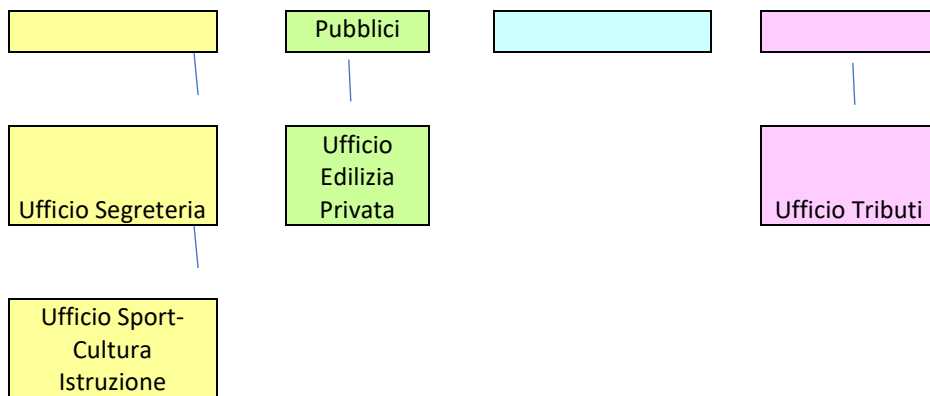 Pubblici
Ufficio Segreteria
Ufficio
Edilizia
Privata
Ufficio Tributi
Ufficio Sport-
Cultura
Istruzione